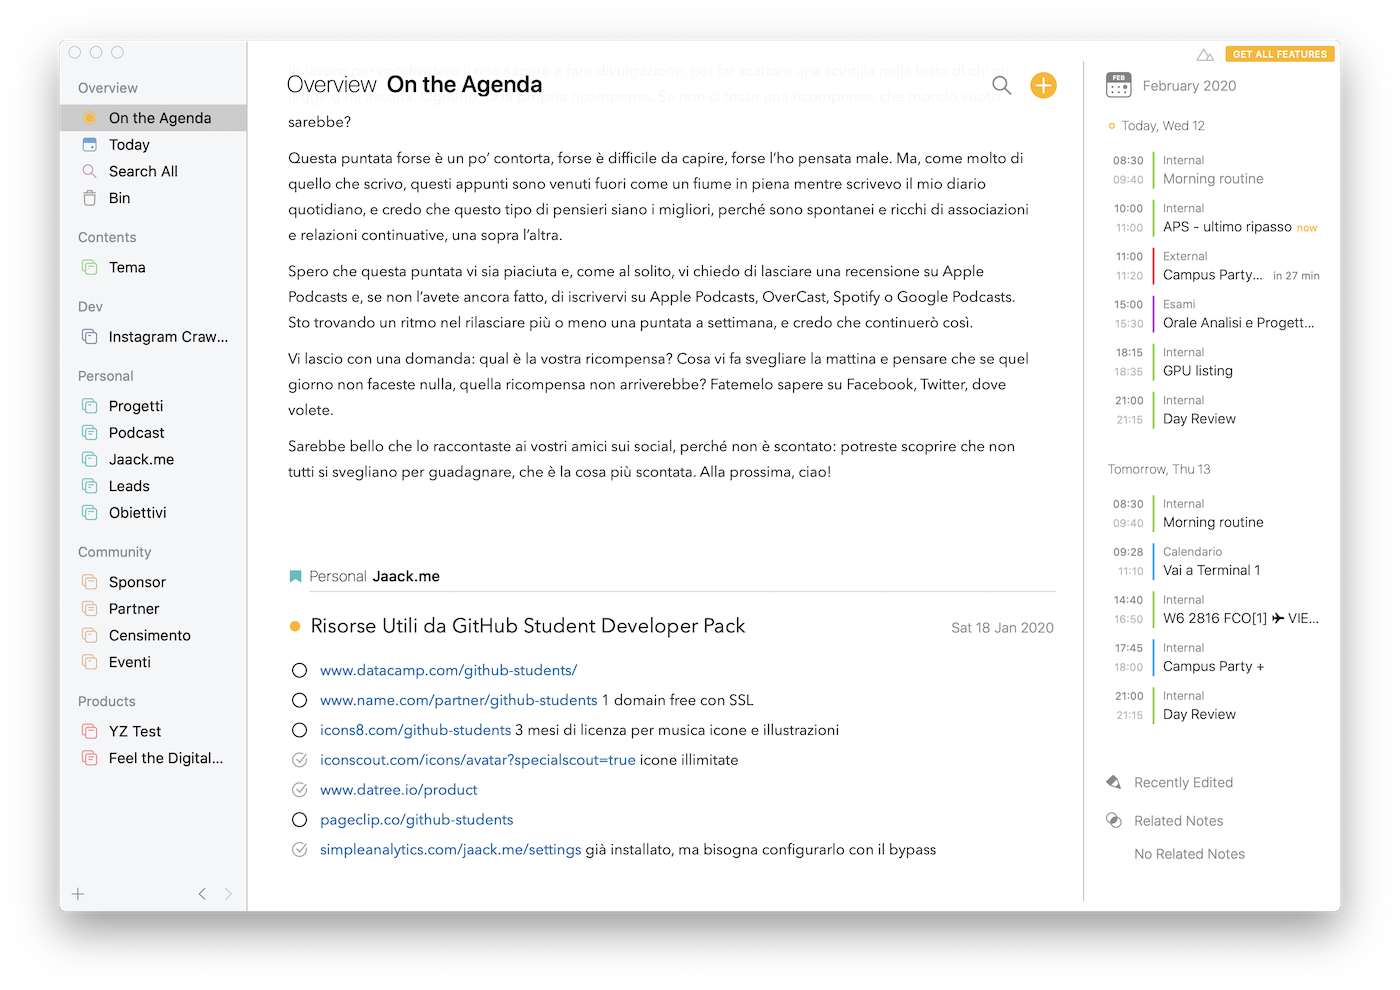 GET ALL FEATURES
Overview
On the Agenda
Today
Search All
Bin
Contents
Tema
Dev
Instagram Craw...
Personal
Progetti
Podcast
Jaack.me
Leads
Obiettivi
Community
Sponsor
Partner
Censimento
Eventi
Products
YZ Test
Feel the Digital...
Overview On the Agenda
sarebbe?
Questa puntata forse è un po’ contorta, forse è difficile da capire, forse l’ho pensata male. Ma, come molto di
quello che scrivo, questi appunti sono venuti fuori come un fiume in piena mentre scrivevo il mio diario
quotidiano, e credo che questo tipo di pensieri siano i migliori, perché sono spontanei e ricchi di associazioni
e relazioni continuative, una sopra l’altra.
Spero che questa puntata vi sia piaciuta e, come al solito, vi chiedo di lasciare una recensione su Apple
Podcasts e, se non l’avete ancora fatto, di iscrivervi su Apple Podcasts, OverCast, Spotify o Google Podcasts.
Sto trovando un ritmo nel rilasciare più o meno una puntata a settimana, e credo che continuerò così.
Vi lascio con una domanda: qual è la vostra ricompensa? Cosa vi fa svegliare la mattina e pensare che se quel
giorno non faceste nulla, quella ricompensa non arriverebbe? Fatemelo sapere su Facebook, Twitter, dove
volete.
Sarebbe bello che lo raccontaste ai vostri amici sui social, perché non è scontato: potreste scoprire che non
tutti si svegliano per guadagnare, che è la cosa più scontata. Alla prossima, ciao!
Personal Jaack.me
Risorse Utili da GitHub Student Developer Pack
Sat 18 Jan 2020
www.datacamp.com/github-students/
www.name.com/partner/github-students 1 domain free con SSL
icons8.com/github-students 3 mesi di licenza per musica icone e illustrazioni
iconscout.com/icons/avatar?specialscout=true icone illimitate
www.datree.io/product
pageclip.co/github-students
simpleanalytics.com/jaack.me/settings già installato, ma bisogna configurarlo con il bypass
FEB
February 2020
Today, Wed 12
08:30 Internal
09:40 Morning routine
10:00 Internal
11:00 APS - ultimo ripasso now
11:00 External
11:20 Campus Party... in 27 min
15:00 Esami
15:30 Orale Analisi e Progett...
18:15 Internal
18:35 GPU listing
21:00 Internal
21:15 Day Review
Tomorrow, Thu 13
08:30 Internal
09:40 Morning routine
09:28 Calendario
11:10 Vai a Terminal 1
14:40 Internal
16:50 W6 2816 FCO[1] ✈ VIE...
17:45 Internal
18:00 Campus Party +
21:00 Internal
21:15 Day Review
Recently Edited
Related Notes
No Related Notes